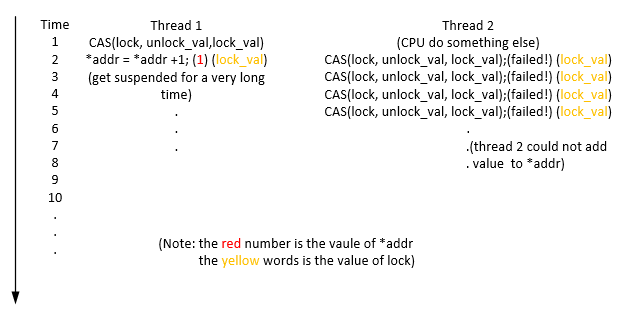 Time Thread 1 Thread 2
1 CAS(lock, unlock_val,lock_val) (CPU do something else)
2 *addr = *addr +1; (1) (lock_val) CAS(lock, unlock_val, lock_val);(failed!) (lock_val)
3 (get suspended for a very long CAS(lock, unlock_val, lock_val);(failed!) (lock_val)
4 time) CAS(lock, unlock_val, lock_val);(failed!) (lock_val)
5 . CAS(lock, unlock_val, lock_val);(failed!) (lock_val)
6 . .
7 . .(thread 2 could not add
8 . value to *addr)
9
10
.
. (Note: the red number is the vaule of *addr
. the yellow words is the value of lock)